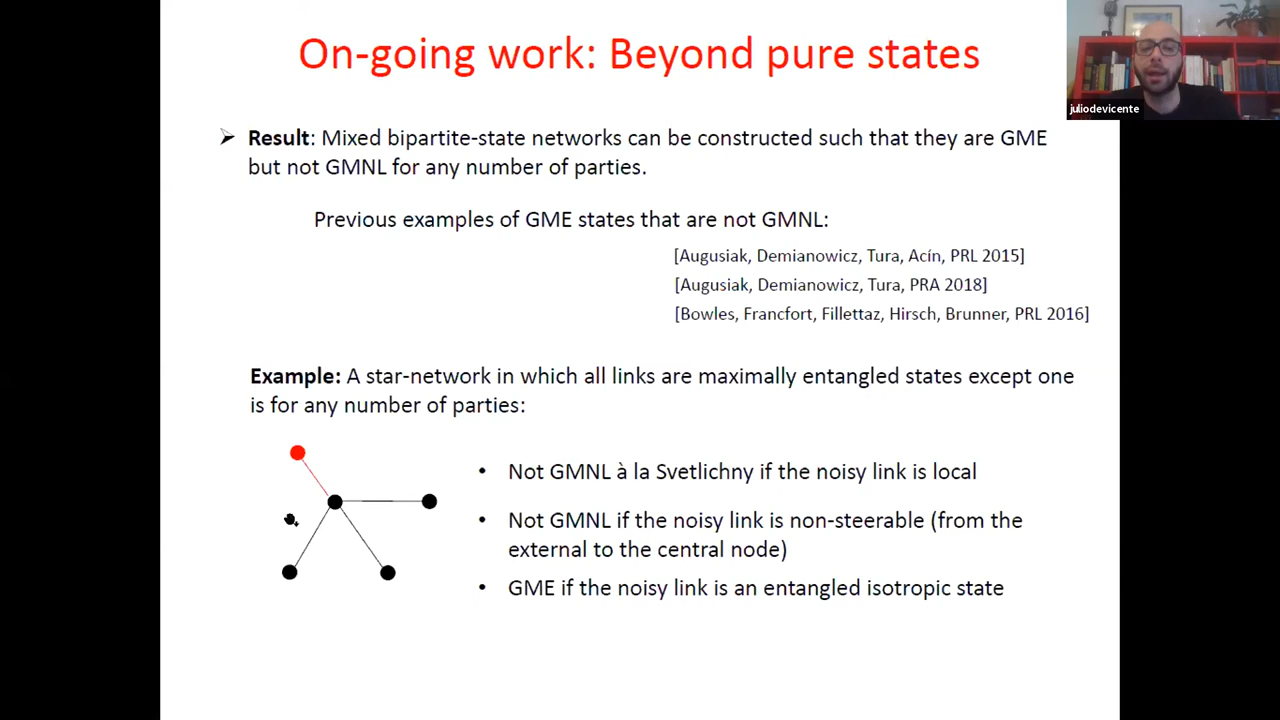 On-going work: Beyond pure states
juliodevicente
➢ Result: Mixed bipartite-state networks can be constructed such that they are GME
but not GMNL for any number of parties.
Previous examples of GME states that are not GMNL:
[Augusiak, Demianowicz, Tura, Acín, PRL 2015]
[Augusiak, Demianowicz, Tura, PRA 2018]
[Bowles, Francfort, Fillettaz, Hirsch, Brunner, PRL 2016]
Example: A star-network in which all links are maximally entangled states except one
is for any number of parties:
• Not GMNL à la Svetlichny if the noisy link is local
• Not GMNL if the noisy link is non-steerable (from the
external to the central node)
• GME if the noisy link is an entangled isotropic state